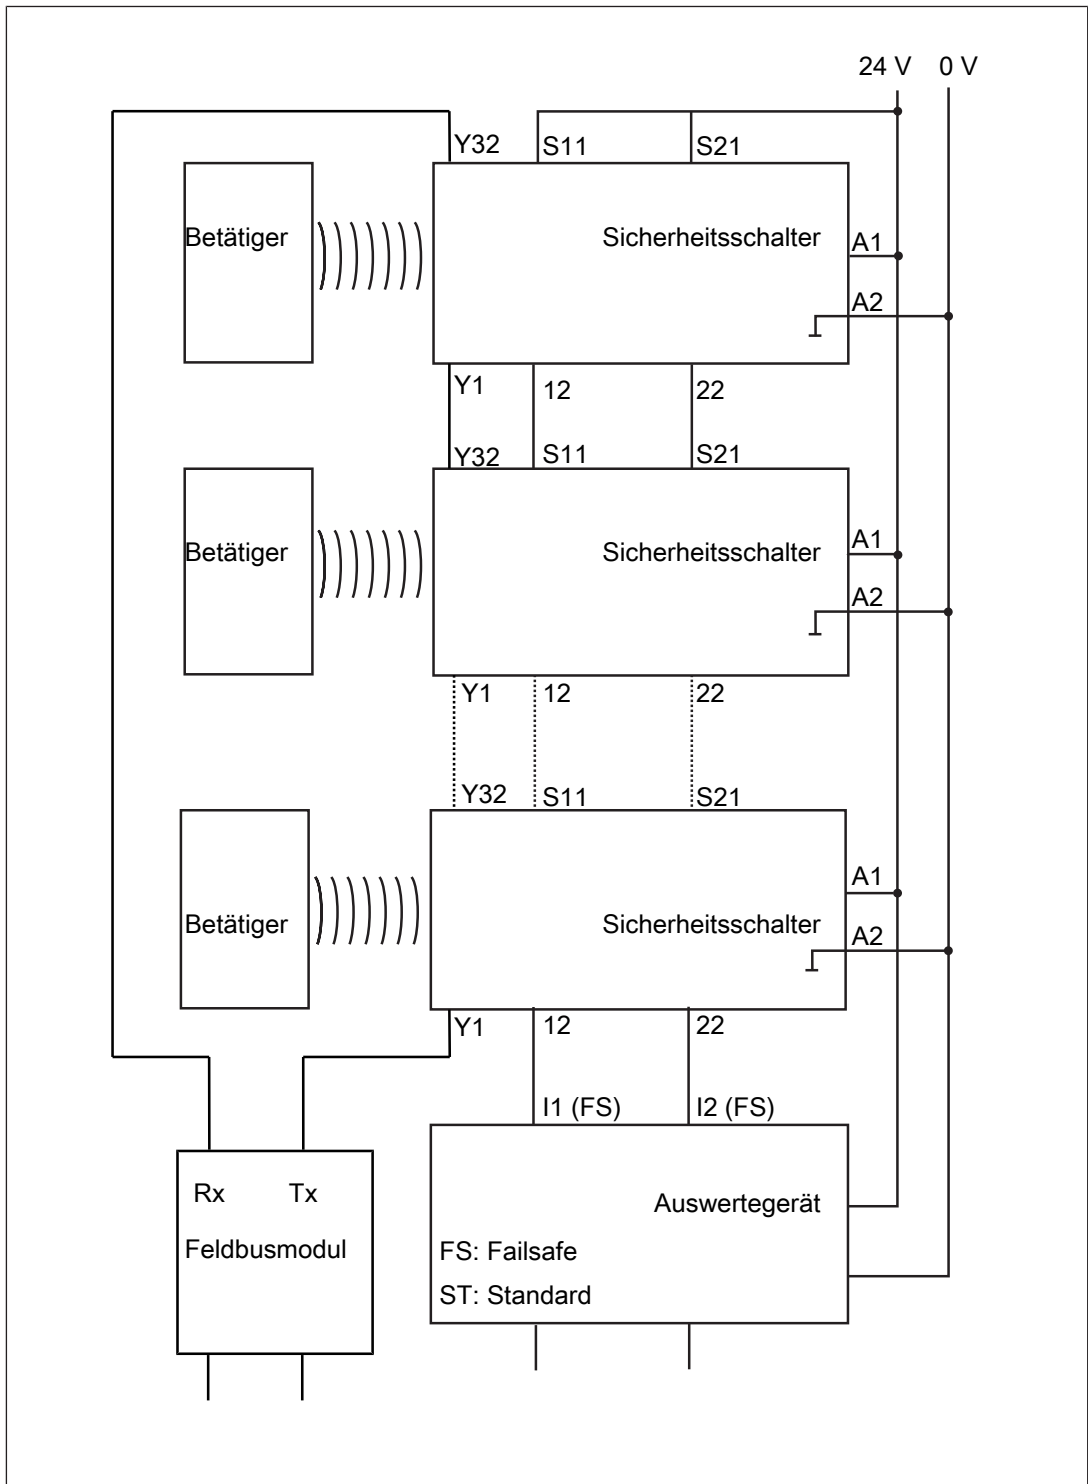 24 V 0 V
Y32 S11 S21
Betätiger Sicherheitsschalter A1
A2
Y1 12 22
Y32 S11 S21
Betätiger Sicherheitsschalter A1
A2
Y1 12 22
Y32 S11 S21
A1
Betätiger Sicherheitsschalter
A2
Y1 12 22
I1 (FS) I2 (FS)
Rx Tx Auswertegerät
Feldbusmodul FS: Failsafe
ST: Standard